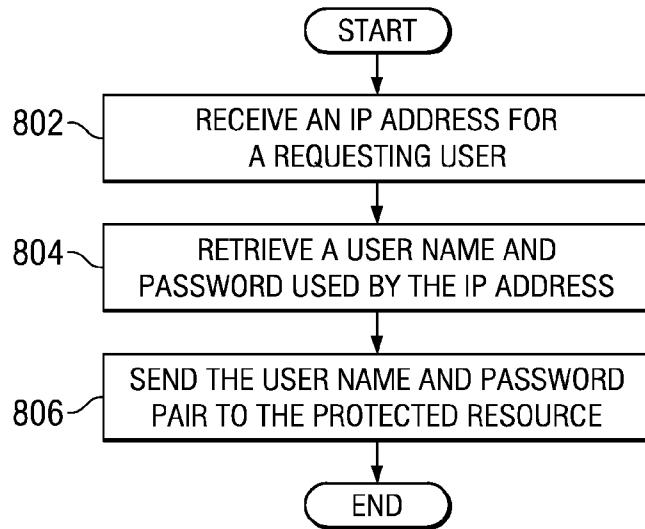 START
802
RECEIVE AN IP ADDRESS FOR
A REQUESTING USER
804
RETRIEVE A USER NAME AND
PASSWORD USED BY THE IP ADDRESS
806
SEND THE USER NAME AND PASSWORD
PAIR TO THE PROTECTED RESOURCE
END